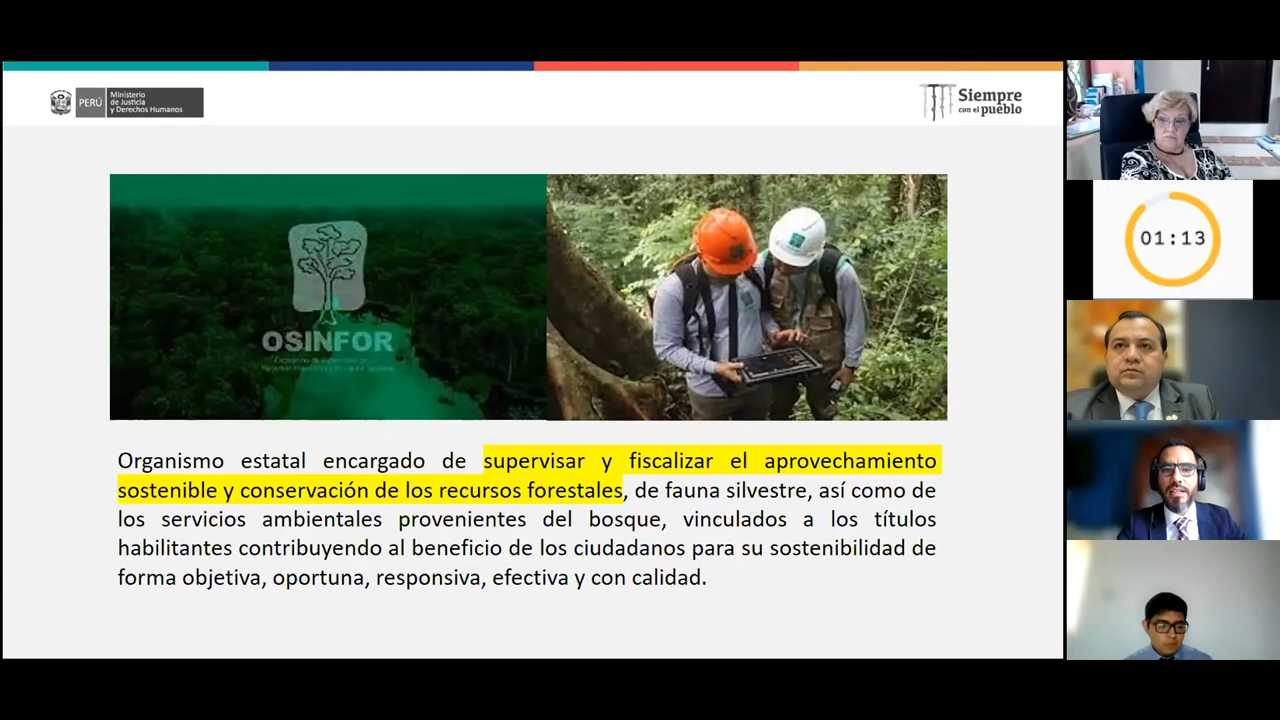 PERÚ
Ministerio
de Justicia
y Derechos Humanos
Siempre
con el pueblo
OSINFOR
01:13
Organismo estatal encargado de supervisar y fiscalizar el aprovechamiento
sostenible y conservación de los recursos forestales, de fauna silvestre, así como de
los servicios ambientales provenientes del bosque, vinculados a los títulos
habilitantes contribuyendo al beneficio de los ciudadanos para su sostenibilidad de
forma objetiva, oportuna, responsiva, efectiva y con calidad.